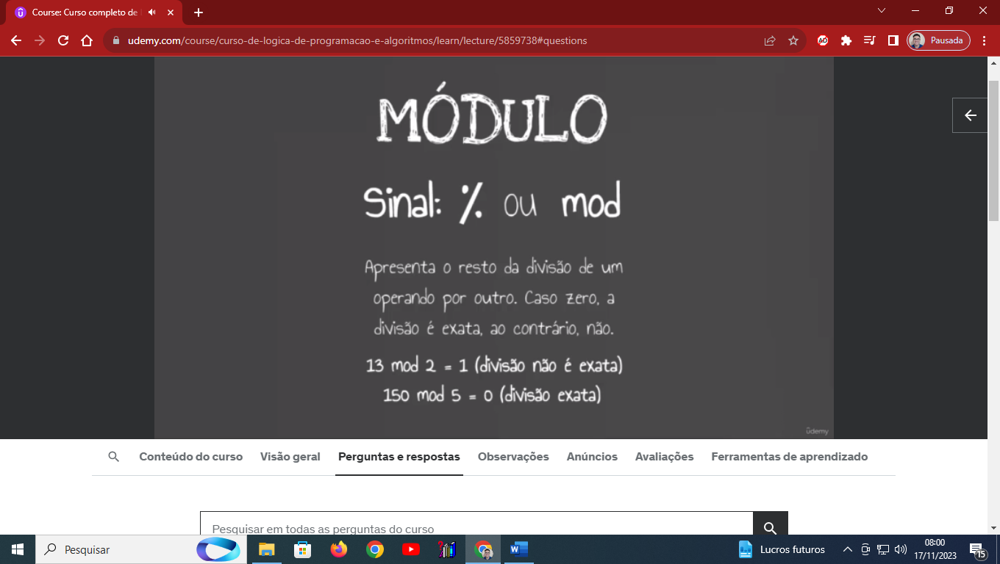 Course: Curso completo de
udemy.com/course/curso-de-logica-de-programacao-e-algoritmos/learn/lecture/5859738#questions
Pausada
MÓDULO
Sinal: % ou mod
Apresenta o resto da divisão de um
operando por outro. Caso zero, a
divisão é exata, ao contrário, não.
13 mod 2 = 1 (divisão não é exata)
150 mod 5 = 0 (divisão exata)
udemy
Conteúdo do curso Visão geral Perguntas e respostas Observações Anúncios Avaliações Ferramentas de aprendizado
Pesquisar em todas as perguntas do curso
Pesquisar
Lucros futuros
08:00
17/11/2023
15